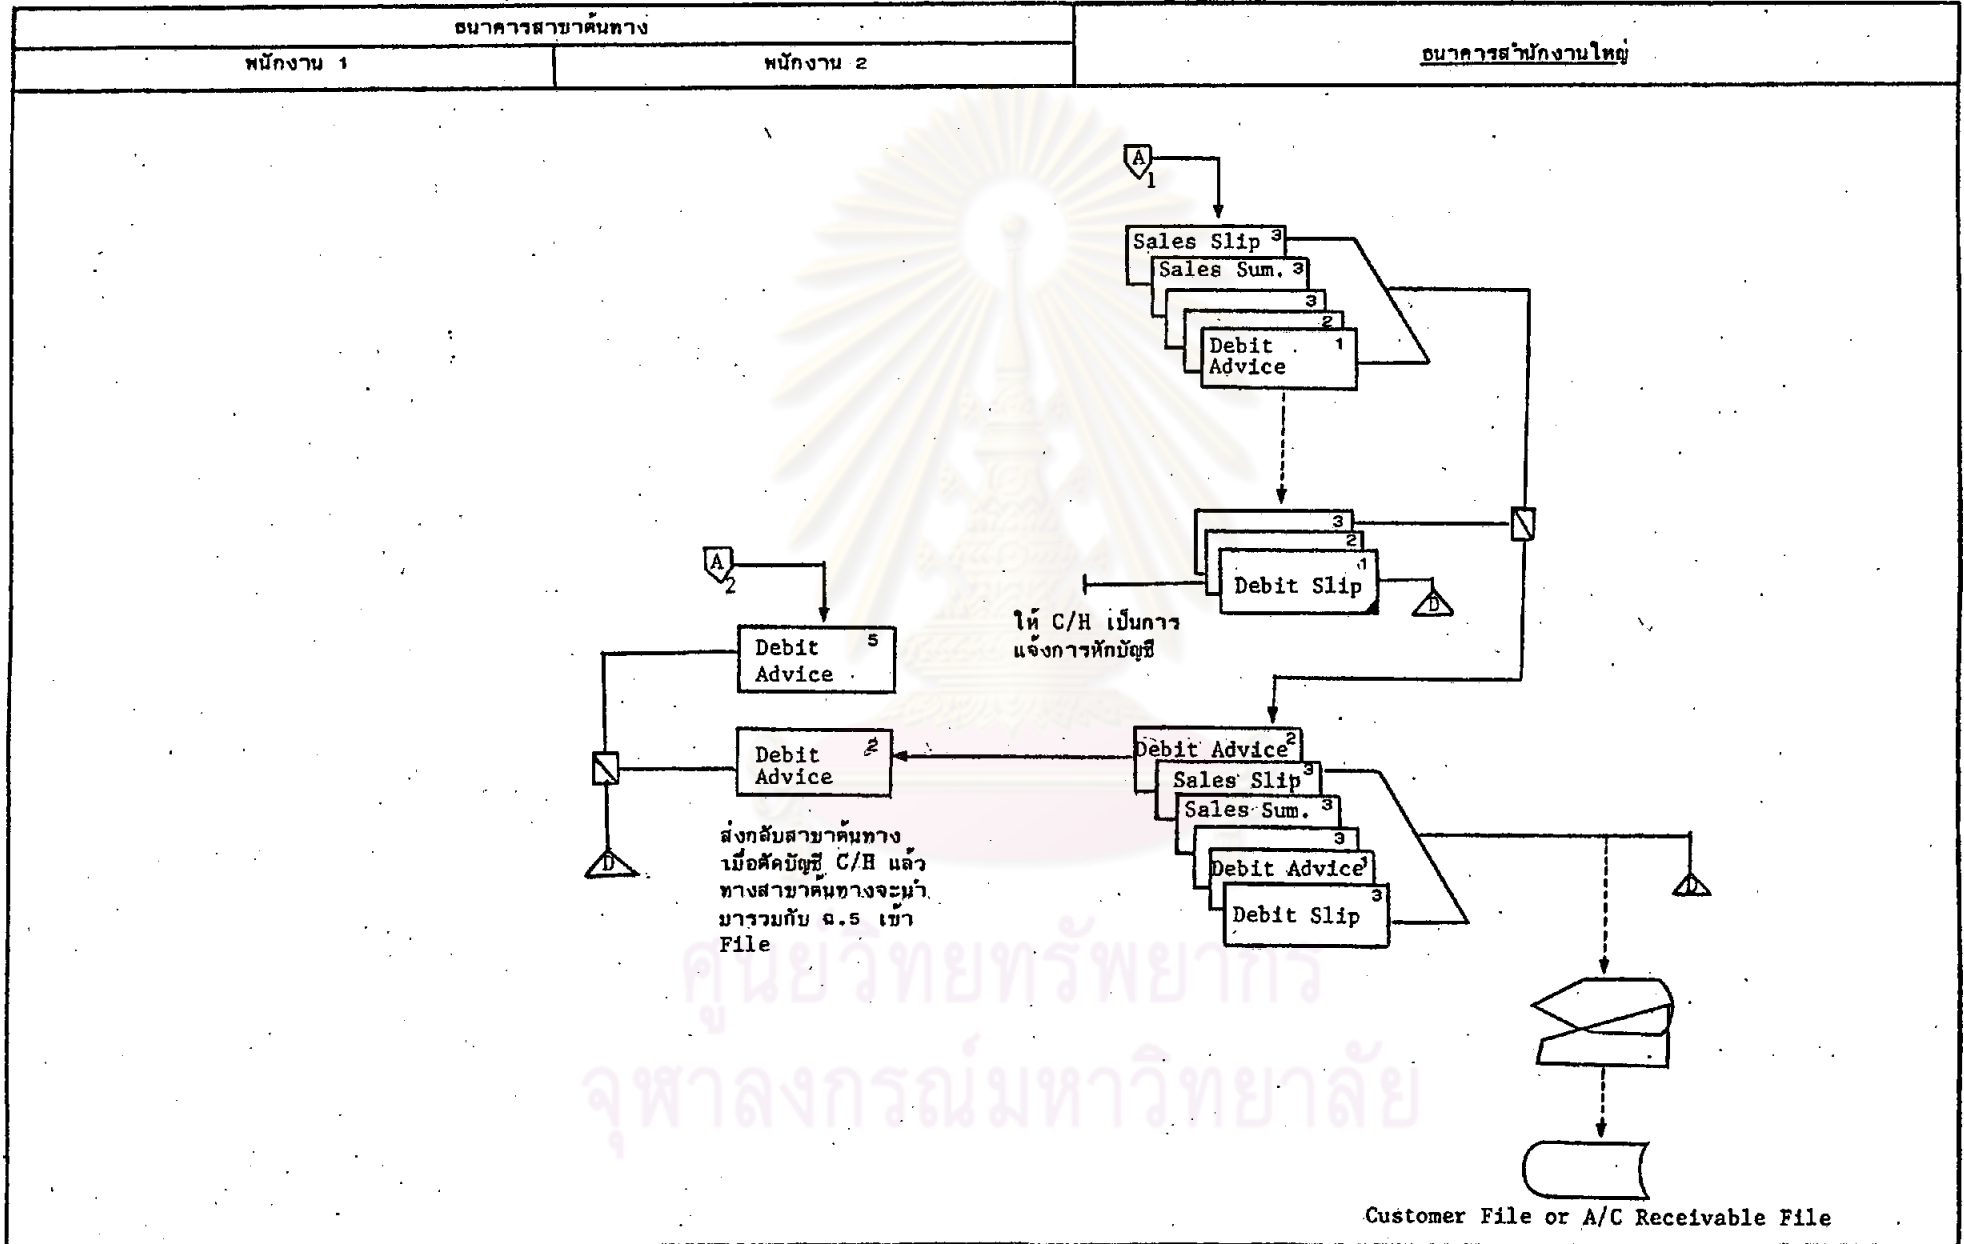 ธนาคารสาขาต้นทาง
ธนาคารสำนักงานใหญ่
พนักงาน 1
พนักงาน 2
A
1
Sales Slip 3
Sales Sum. 3
3
2
Debit 1
Advice
3
2
1
Debit Slip
D
ให้ C/H เป็นการ
แจ้งการหักบัญชี
A
2
Debit 5
Advice
Debit 2
Advice
D
ส่งกลับสาขาต้นทาง
เมื่อตัดบัญชี C/H แล้ว
ทางสาขาต้นทางจะนำ
มารวมกับ ฉ.5 เข้า
File
Debit Advice 2
Sales Slip 3
Sales Sum. 3
3
Debit Advice 1
3
Debit Slip
D
Customer File or A/C Receivable File
ศูนย์วิทยทรัพยากร
จุฬาลงกรณ์มหาวิทยาลัย